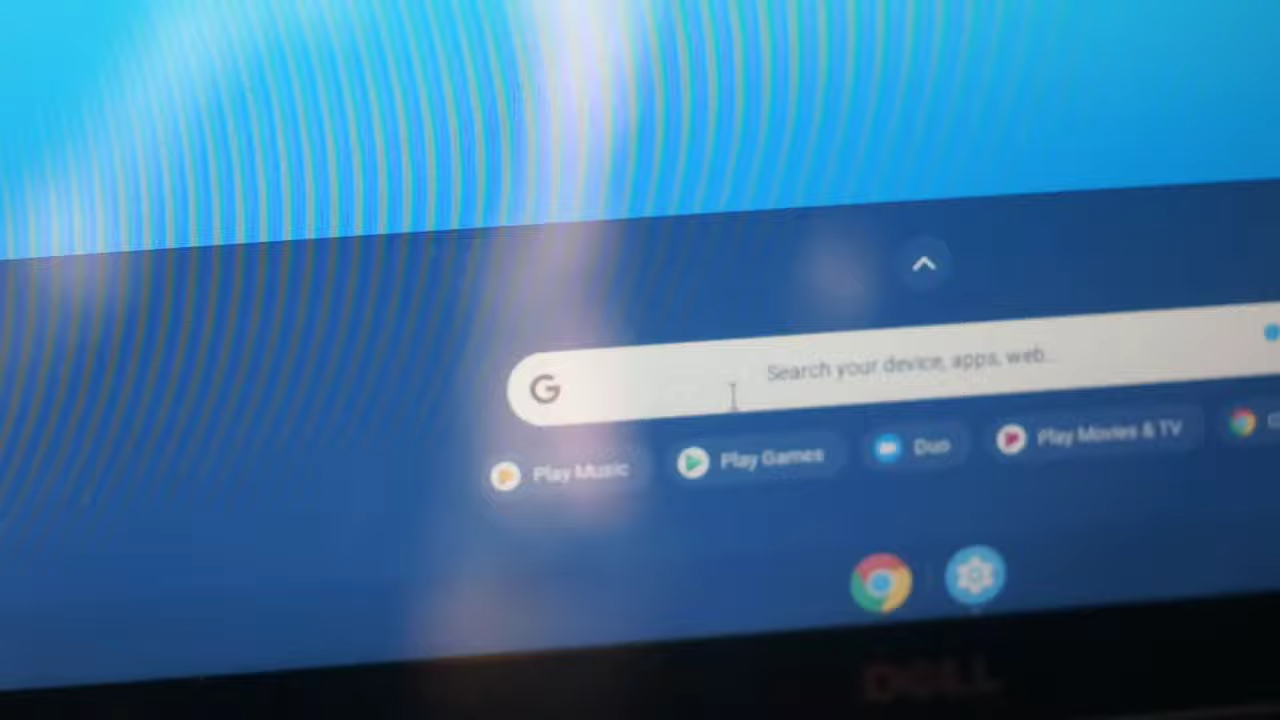 G
Search your device, apps, web...
Play Music
Play Games
Duo
Play Movies & TV
DELL